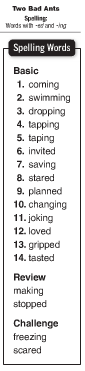 Two Bad Ants
Spelling:
Words with -ed and -ing
Spelling Words
Basic
1. coming
2. swimming
3. dropping
4. tapping
5. taping
6. invited
7. saving
8. stared
9. planned
10. changing
11. joking
12. loved
13. gripped
14. tasted
Review
making
stopped
Challenge
freezing
scared